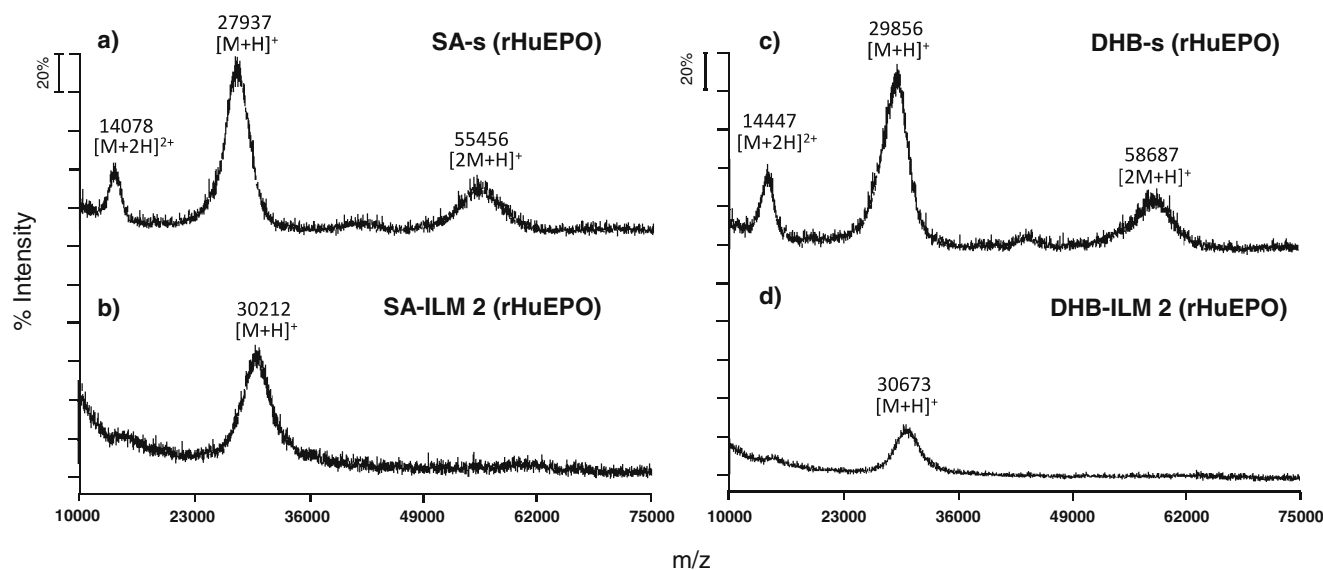 a)
SA-s (rHuEPO)
20%
27937
[M+H]⁺
14078
[M+2H]²⁺
55456
[2M+H]⁺
b)
SA-ILM 2 (rHuEPO)
30212
[M+H]⁺
% Intensity
10000 23000 36000 49000 62000 75000
c)
DHB-s (rHuEPO)
20%
29856
[M+H]⁺
14447
[M+2H]²⁺
58687
[2M+H]⁺
d)
DHB-ILM 2 (rHuEPO)
30673
[M+H]⁺
10000 23000 36000 49000 62000 75000
m/z